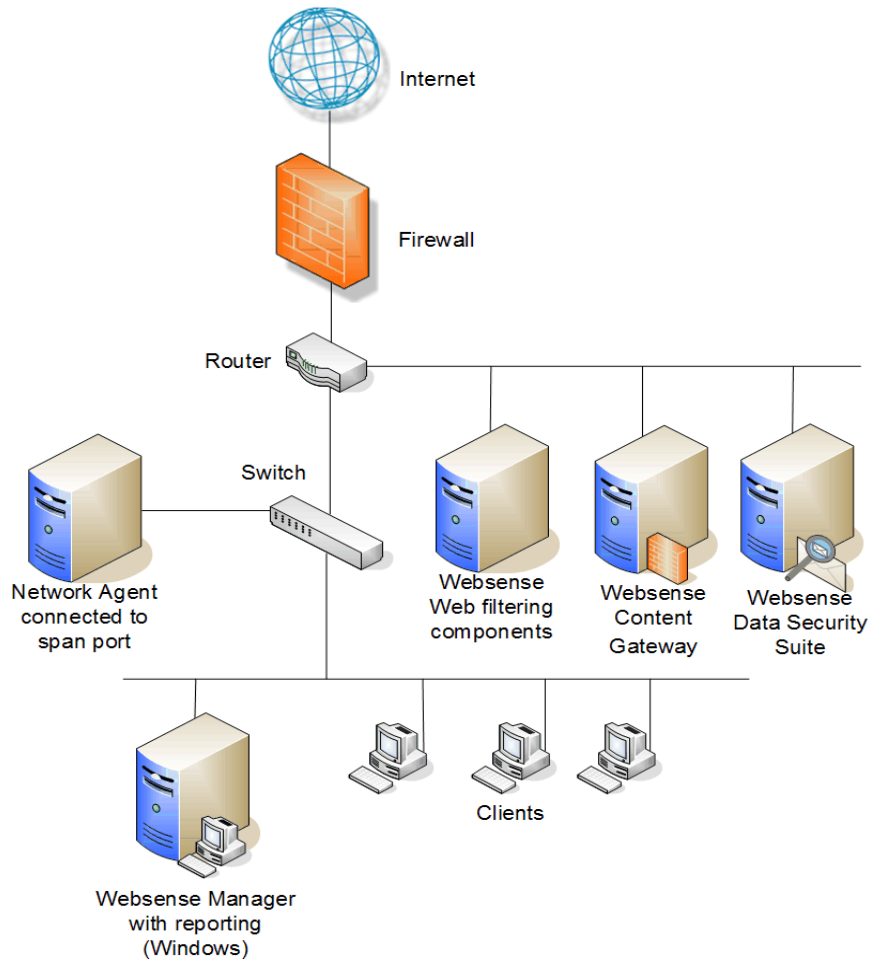 Internet
Firewall
Router
Switch
Network Agent
connected to
span port
Websense
Web filtering
components
Websense
Content
Gateway
Websense
Data Security
Suite
Clients
Websense Manager
with reporting
(Windows)